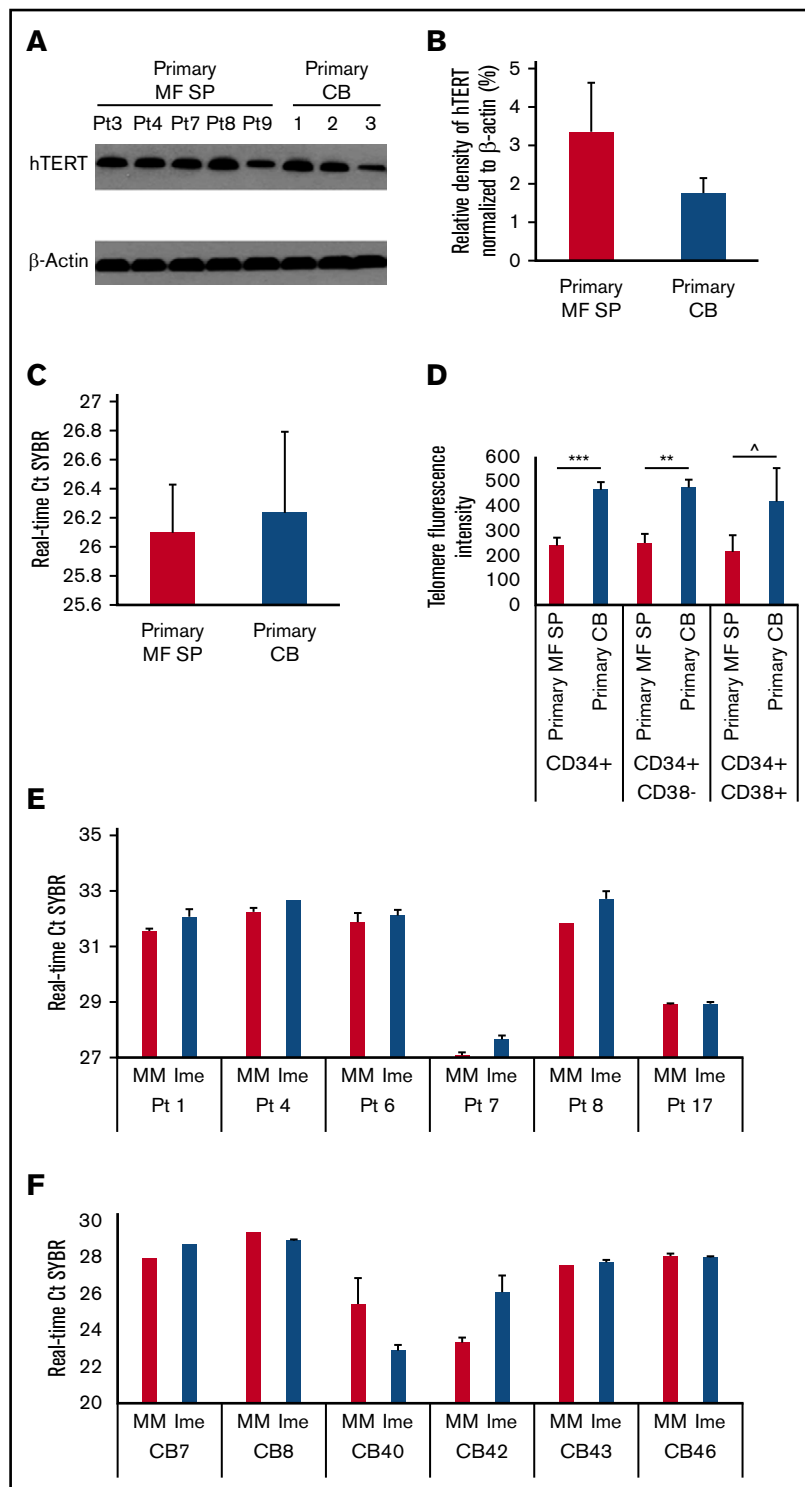 A
Primary
MF SP
Primary
CB
Pt3 Pt4 Pt7 Pt8 Pt9 1 2 3
hTERT
β-Actin
B
Relative density of hTERT
normalized to β-actin (%)
5
4
3
2
1
0
Primary
MF SP
Primary
CB
C
Real-time Ct SYBR
27
26.8
26.6
26.4
26.2
26
25.8
25.6
Primary
MF SP
Primary
CB
D
Telomere fluorescence
intensity
600
500
400
300
200
100
0
*** ** ^
Primary MF SP
Primary CB
Primary MF SP
Primary CB
Primary MF SP
Primary CB
CD34+
CD34+
CD38-
CD34+
CD38+
E
Real-time Ct SYBR
35
33
31
29
27
MM Ime MM Ime MM Ime MM Ime MM Ime MM Ime
Pt 1 Pt 4 Pt 6 Pt 7 Pt 8 Pt 17
F
Real-time Ct SYBR
30
28
26
24
22
20
MM Ime MM Ime MM Ime MM Ime MM Ime MM Ime
CB7 CB8 CB40 CB42 CB43 CB46